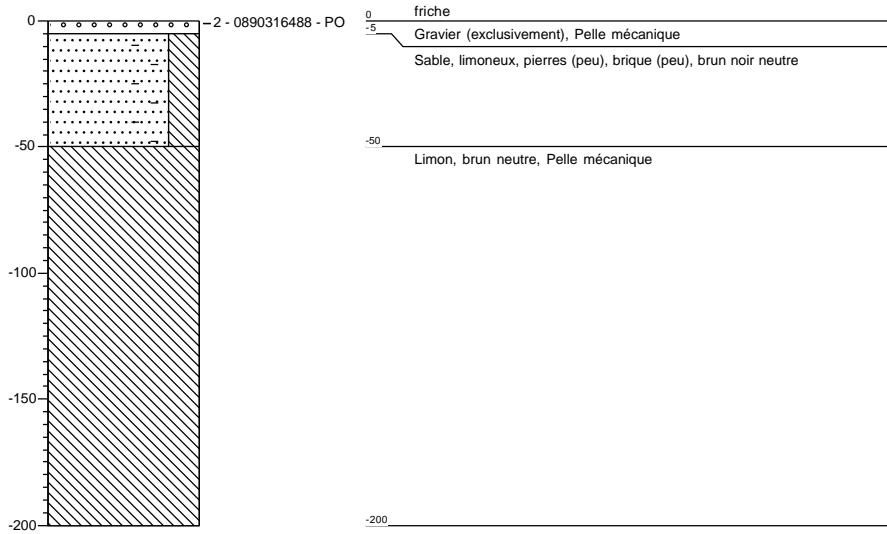 0
2 - 0890316488 - PO
-50
-100
-150
-200
0
friche
-5
Gravier (exclusivement), Pelle mécanique
Sable, limoneux, pierres (peu), brique (peu), brun noir neutre
-50
Limon, brun neutre, Pelle mécanique
-200